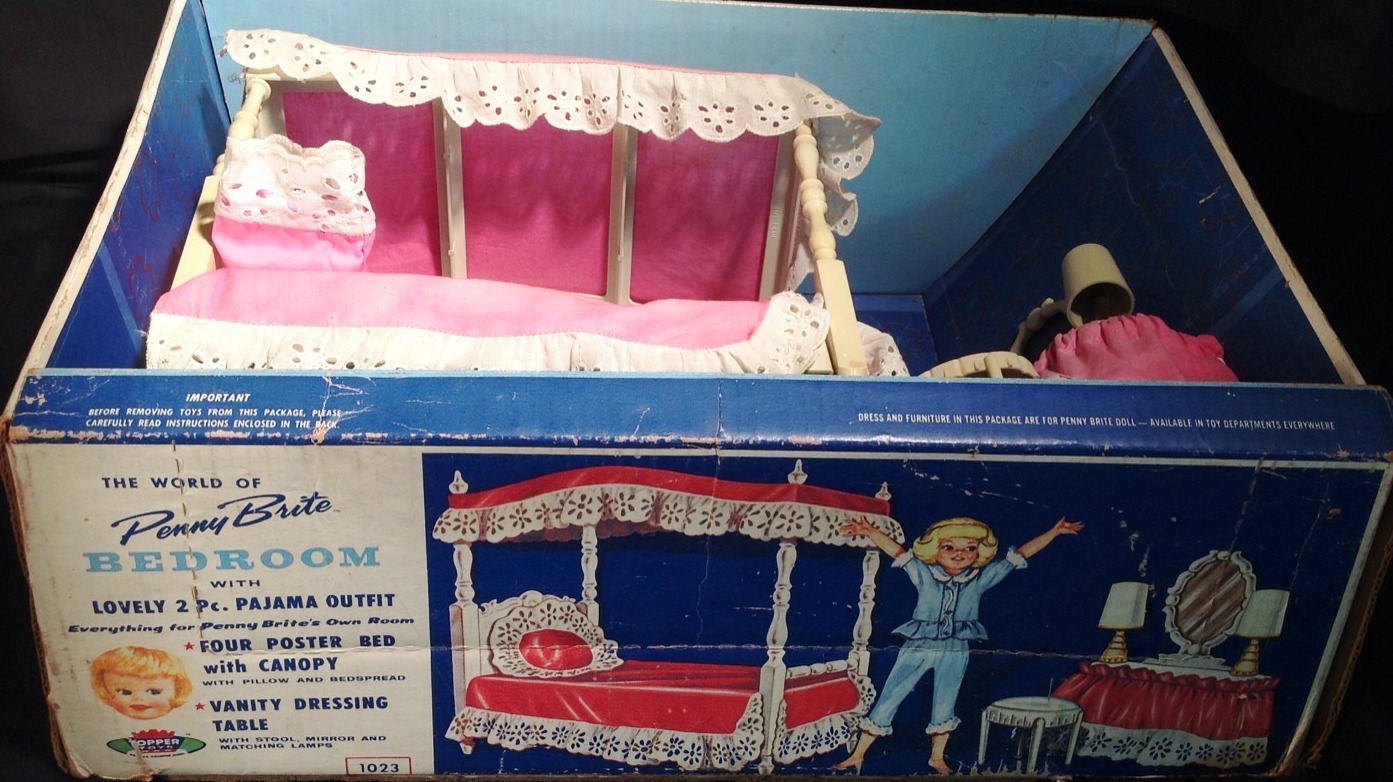 IMPORTANT
BEFORE REMOVING TOYS FROM THIS PACKAGE, PLEASE
CAREFULLY READ INSTRUCTIONS ENCLOSED IN THE BACK.
DRESS AND FURNITURE IN THIS PACKAGE ARE FOR PENNY BRITE DOLL — AVAILABLE IN TOY DEPARTMENTS EVERYWHERE
THE WORLD OF
Penny Brite
BEDROOM
WITH
LOVELY 2 Pc. PAJAMA OUTFIT
Everything for Penny Brite's Own Room
★ FOUR POSTER BED
with CANOPY
WITH PILLOW AND BEDSPREAD
★ VANITY DRESSING
TABLE
WITH STOOL, MIRROR AND
MATCHING LAMPS
TOPPER
TOYS
1023